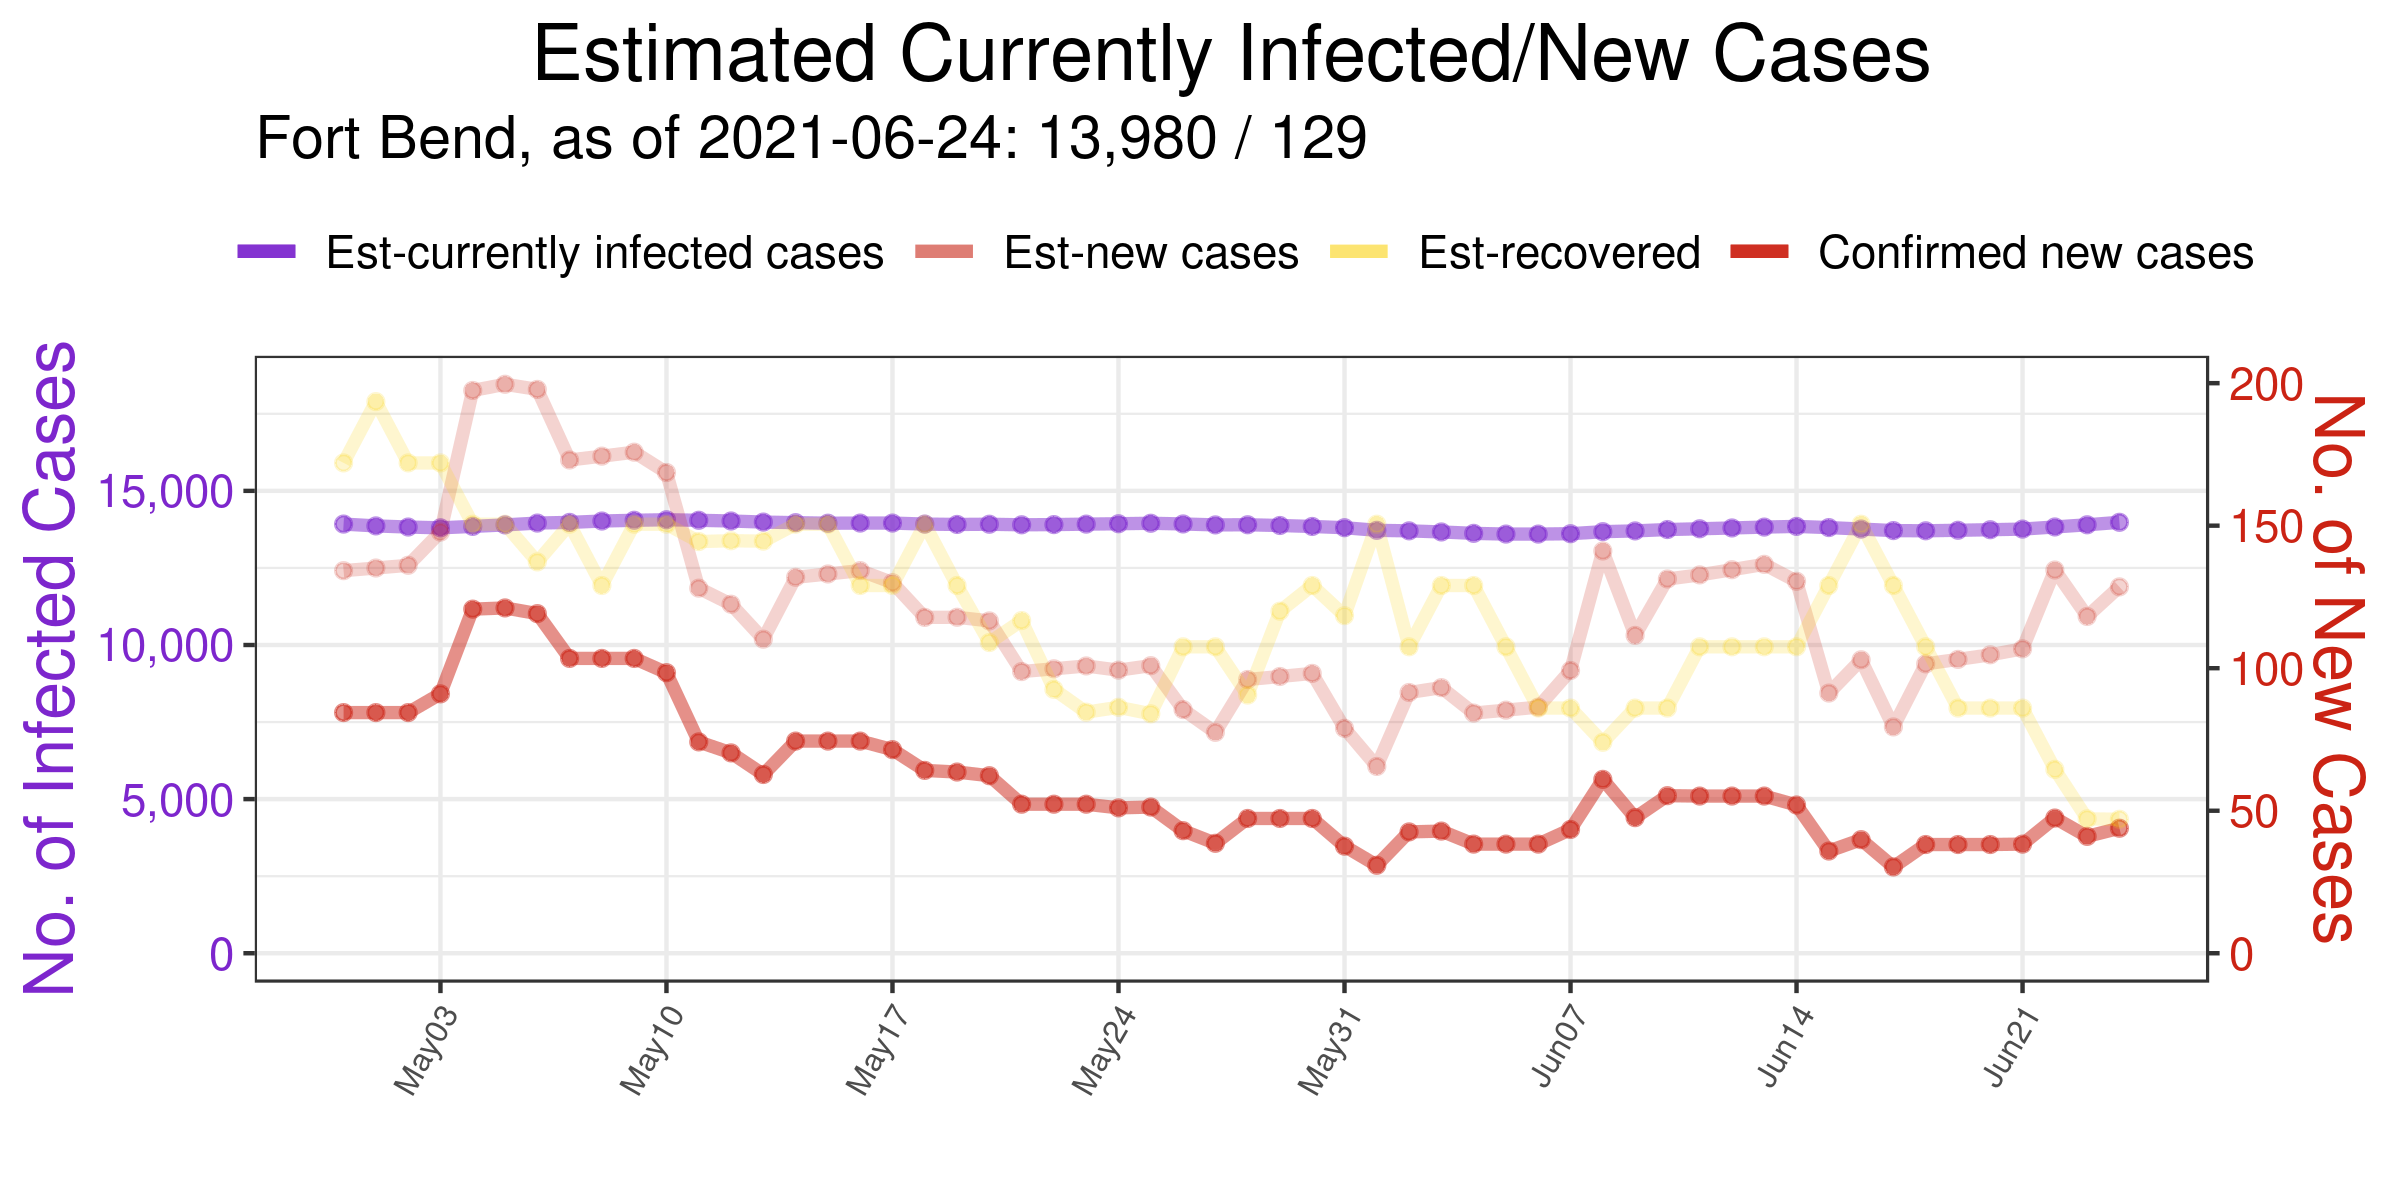 Estimated Currently Infected/New Cases
Fort Bend, as of 2021-06-24: 13,980 / 129
Est-currently infected cases Est-new cases Est-recovered Confirmed new cases
No. of Infected Cases
15,000
10,000
5,000
0
200
150
100
50
0
No. of New Cases
May03 May10 May17 May24 May31 Jun07 Jun14 Jun21